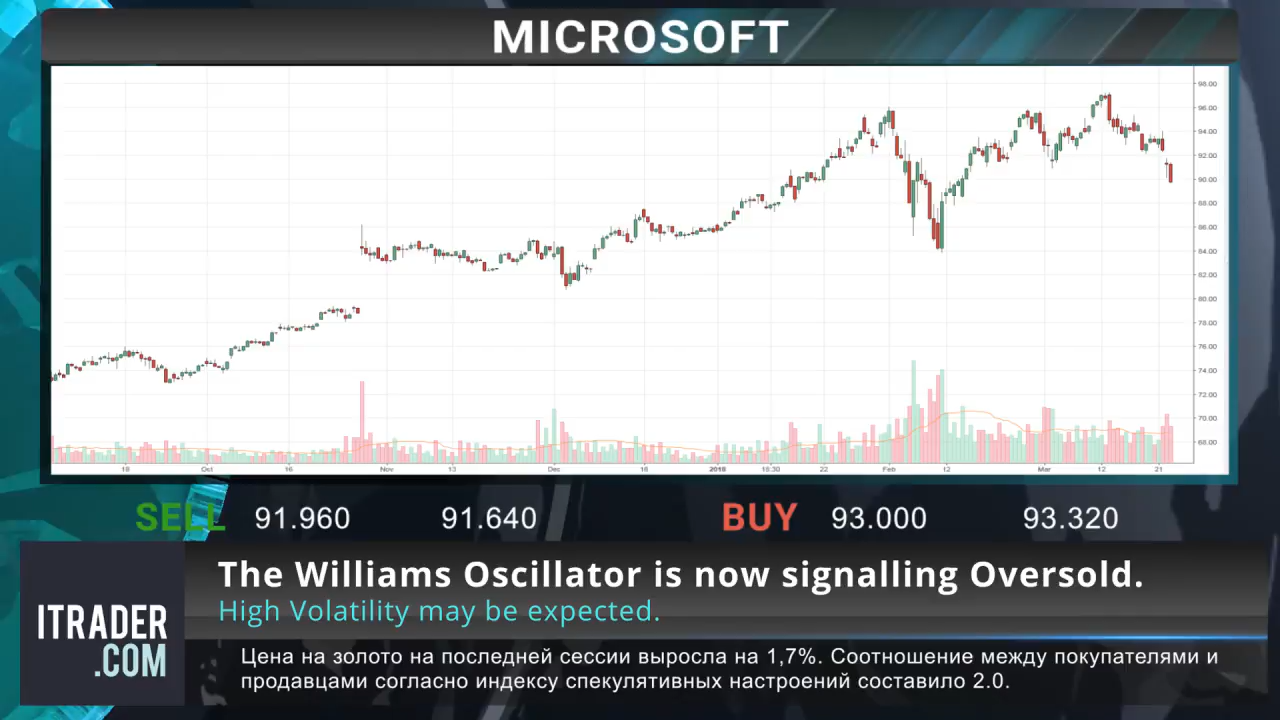 MICROSOFT
98.00
96.00
94.00
92.00
90.00
88.00
86.00
84.00
82.00
80.00
78.00
76.00
74.00
72.00
70.00
68.00
18 Oct 16 Nov 13 Dec 18 2018 18:30 22 Feb 12 Mar 12 21
SELL 91.960 91.640 BUY 93.000 93.320
The Williams Oscillator is now signalling Oversold.
High Volatility may be expected.
ITRADER
.COM
Цена на золото на последней сессии выросла на 1,7%. Соотношение между покупателями и
продавцами согласно индексу спекулятивных настроений составило 2.0.